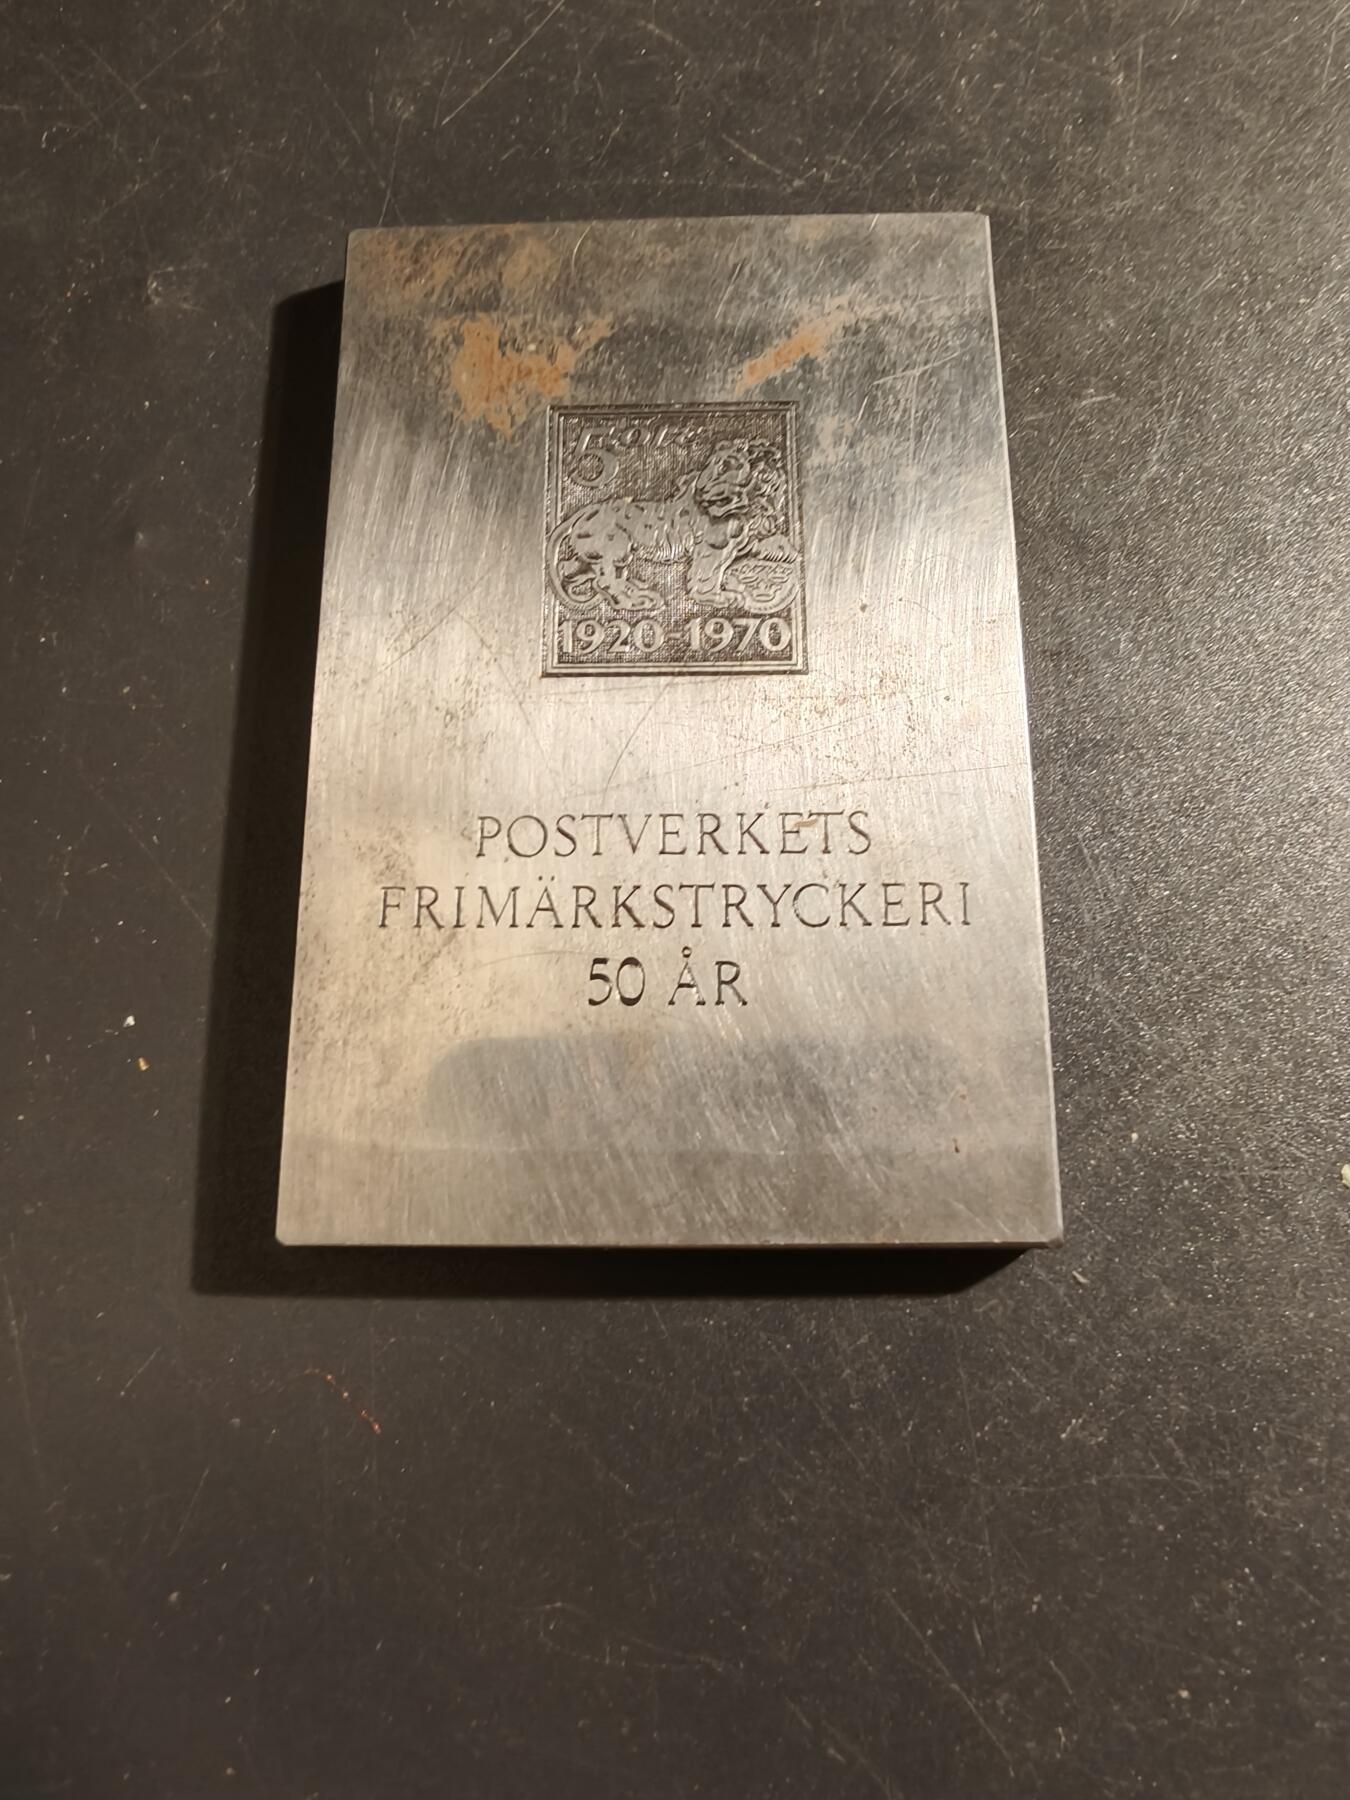 5 ÖRE
1920-1970
POSTVERKETS
FRIMÄRKSTRYCKERI
50 ÅR